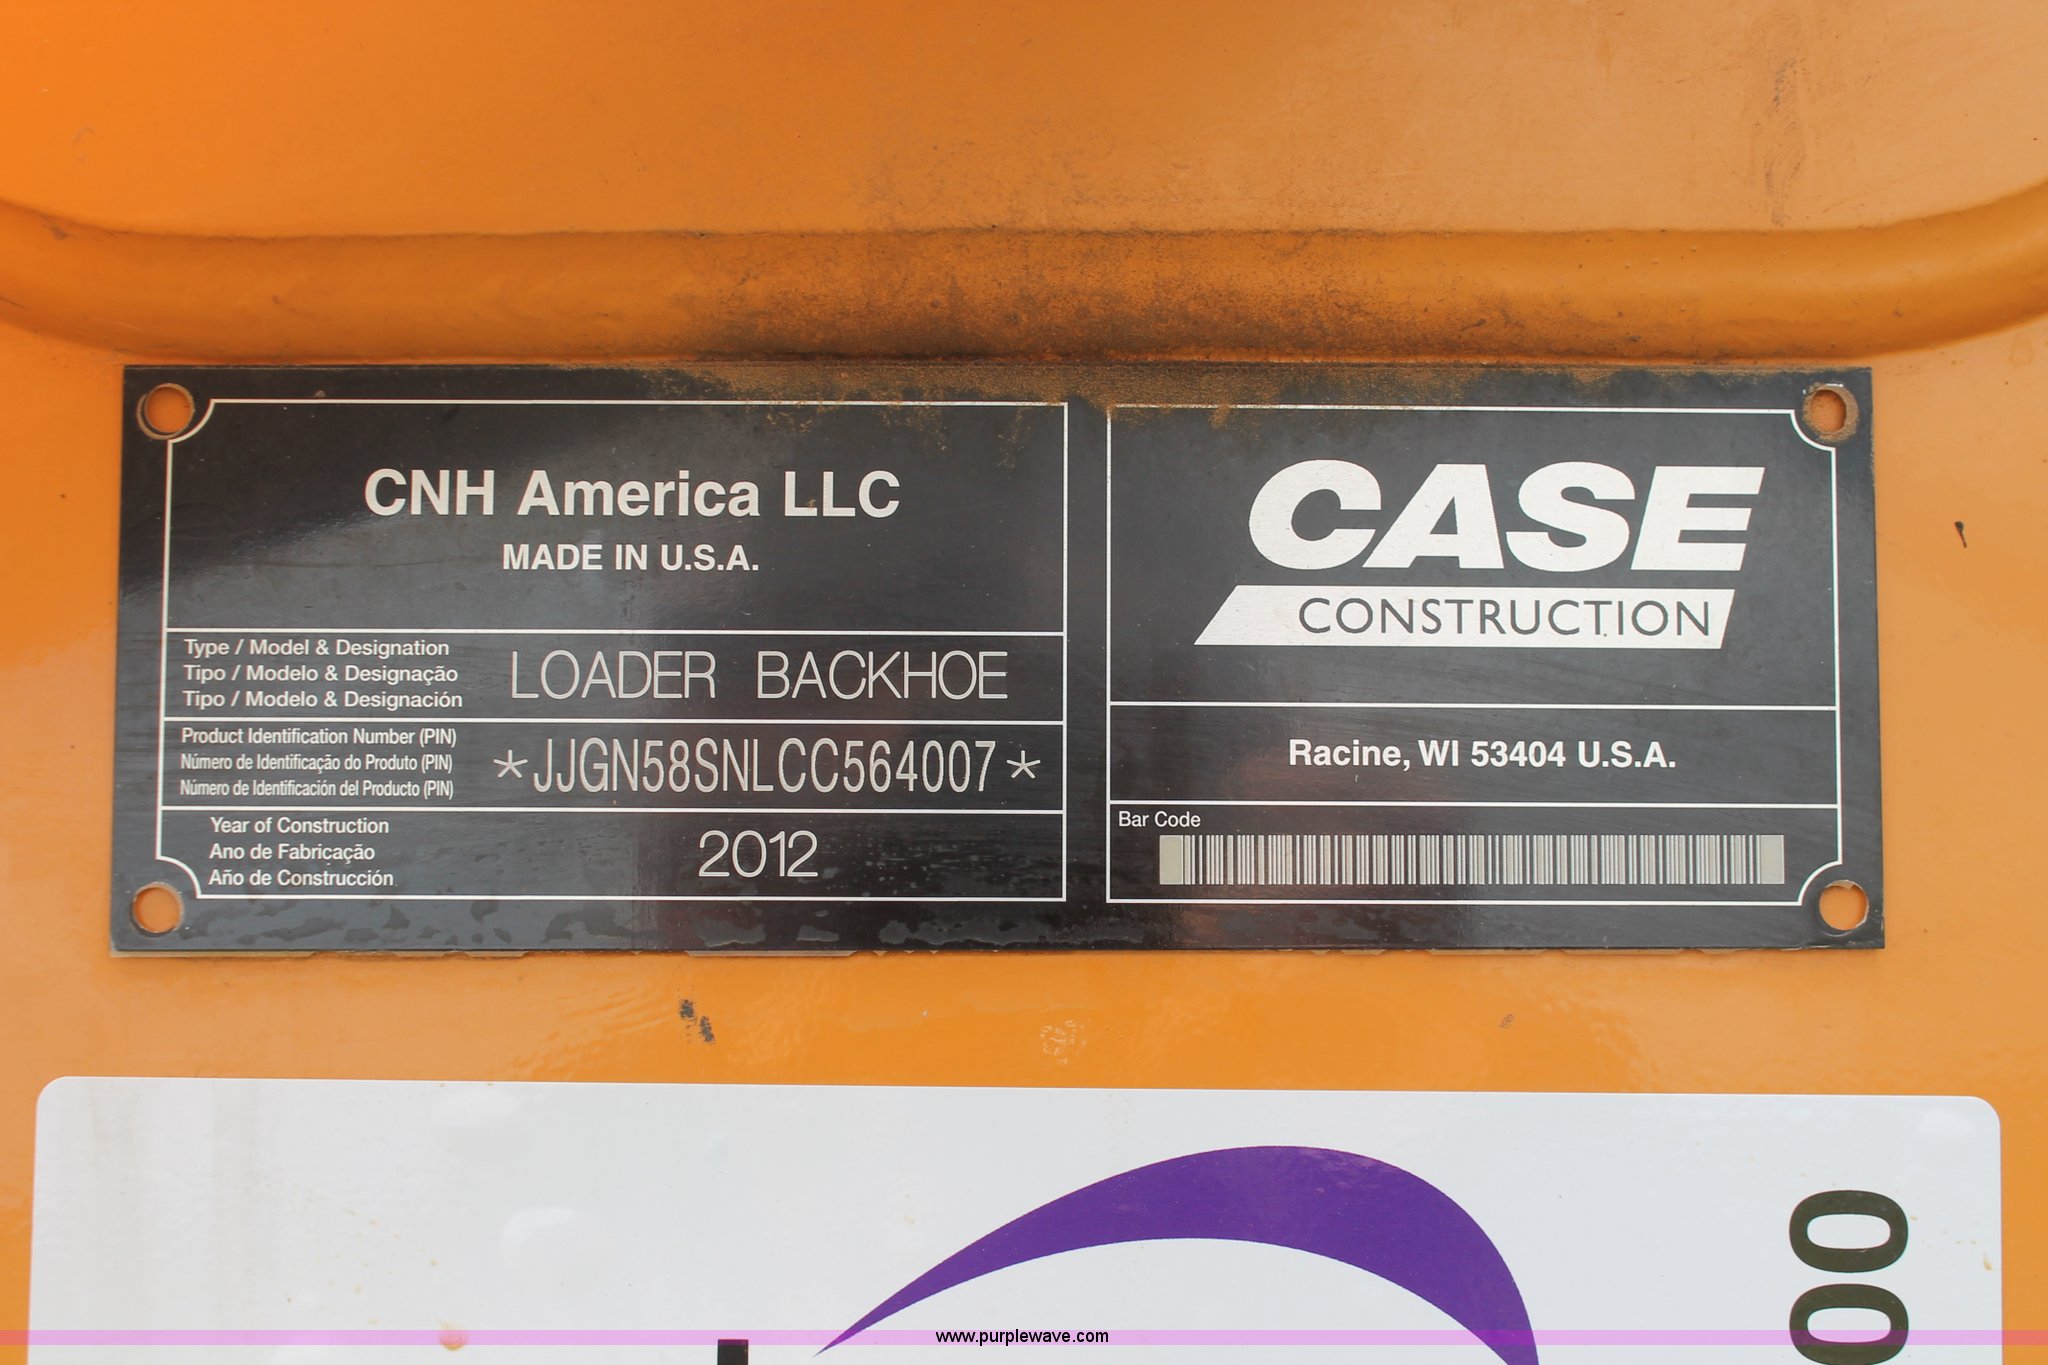 CNH America LLC
MADE IN U.S.A.
Type / Model & Designation
Tipo / Modelo & Designação
Tipo / Modelo & Designación
LOADER BACKHOE
Product Identification Number (PIN)
Número de Identificação do Produto (PIN)
Número de Identificación del Producto (PIN)
*JJGN58SNLCC564007*
Year of Construction
Ano de Fabricação
Año de Construcción
2012
CASE
CONSTRUCTION
Racine, WI 53404 U.S.A.
Bar Code
00
www.purplewave.com